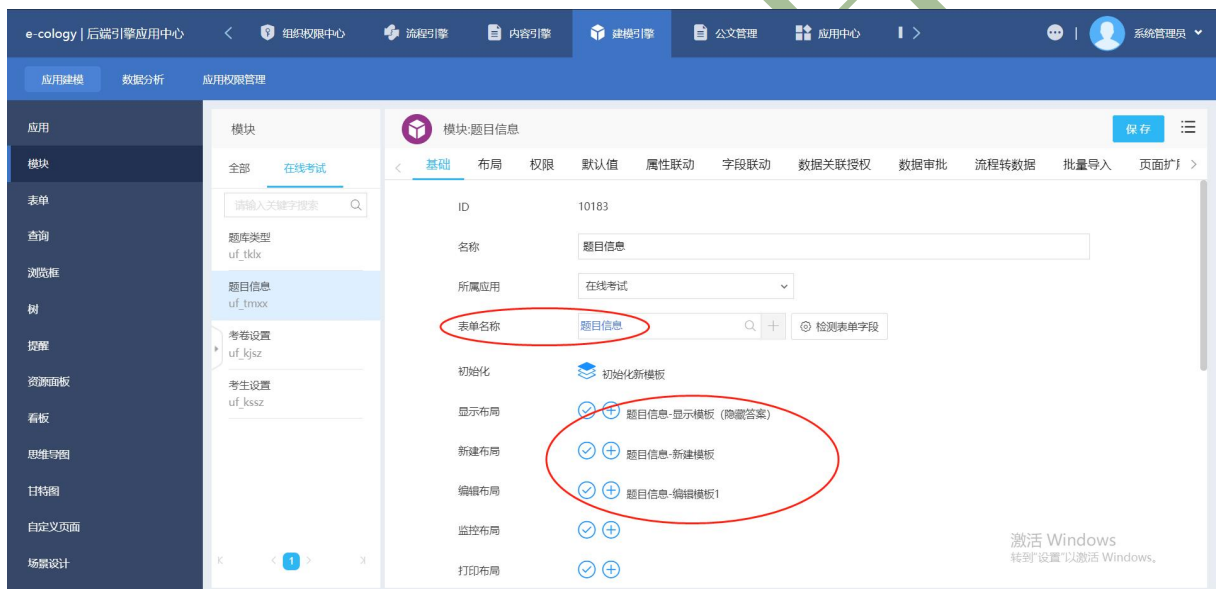 e-cology | 后端引擎应用中心 组织权限中心 流程引擎 内容引擎 建模引擎 公文管理 应用中心 系统管理员
应用建模 数据分析 应用权限管理
应用
模块
表单
查询
浏览框
树
提醒
资源面板
看板
思维导图
甘特图
自定义页面
场景设计
模块
全部 在线考试
请输入关键字搜索
题库类型
uf_tklx
题目信息
uf_tmxx
考卷设置
uf_kjsz
考生设置
uf_kssz
1
模块:题目信息 保存
基础 布局 权限 默认值 属性联动 字段联动 数据关联授权 数据审批 流程转数据 批量导入 页面扩
ID 10183
名称 题目信息
所属应用 在线考试
表单名称 题目信息 检测表单字段
初始化 初始化新模板
显示布局 题目信息-显示模板（隐藏答案）
新建布局 题目信息-新建模板
编辑布局 题目信息-编辑模板1
监控布局
打印布局
激活 Windows
转到"设置"以激活 Windows。